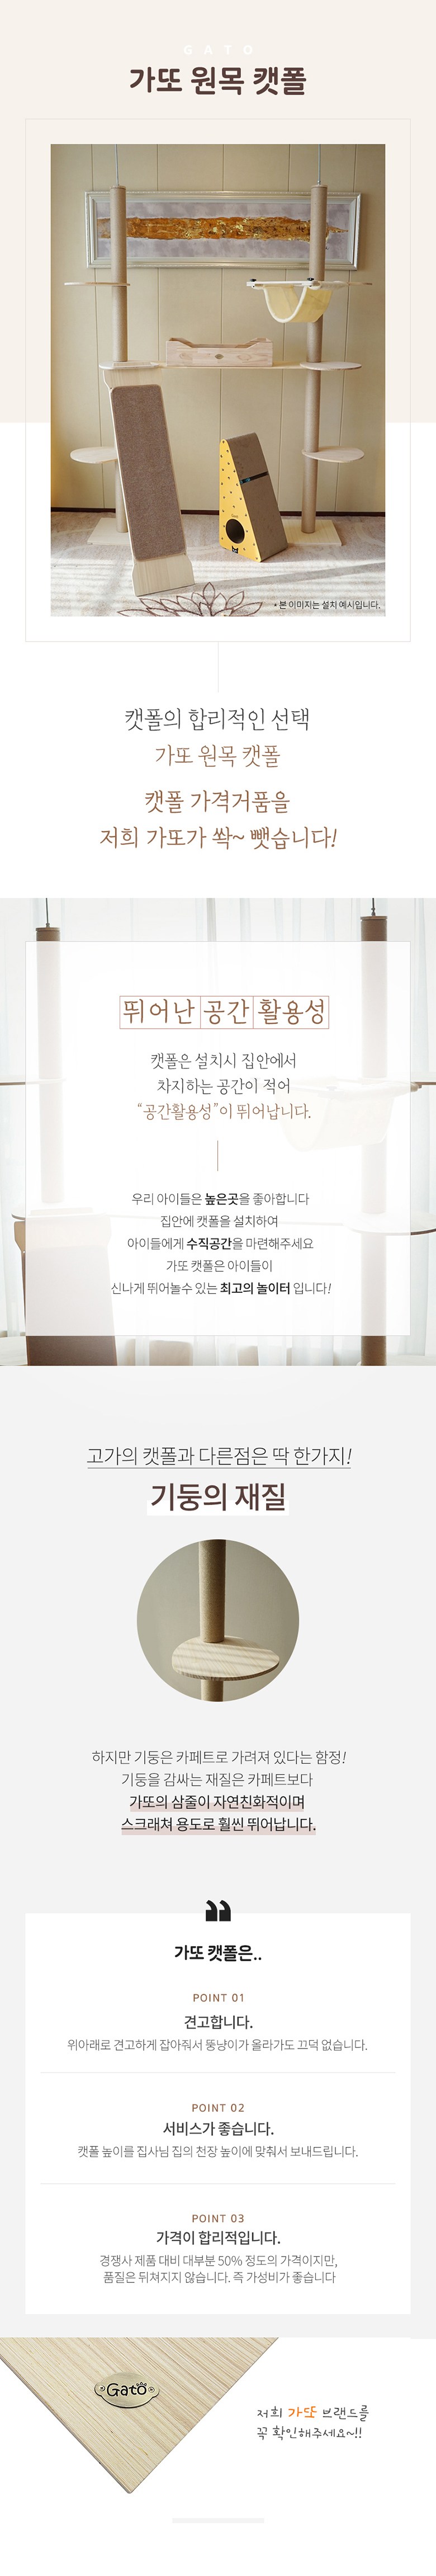 GATO
가또 원목 캣폴
* 본 이미지는 설치 예시입니다.
캣폴의 합리적인 선택
가또 원목 캣폴
캣폴 가격거품을
저희 가또가 쏵~ 뺏습니다!
뛰어난 공간 활용성
캣폴은 설치시 집안에서
차지하는 공간이 적어
“공간활용성”이 뛰어납니다.
우리 아이들은 높은곳을 좋아합니다
집안에 캣폴을 설치하여
아이들에게 수직공간을 마련해주세요
가또 캣폴은 아이들이
신나게 뛰어놀수 있는 최고의 놀이터 입니다!
고가의 캣폴과 다른점은 딱 한가지!
기둥의 재질
하지만 기둥은 카페트로 가려져 있다는 함정!
기둥을 감싸는 재질은 카페트보다
가또의 삼줄이 자연친화적이며
스크래쳐 용도로 훨씬 뛰어납니다.
가또 캣폴은..
POINT 01
견고합니다.
위아래로 견고하게 잡아줘서 뚱냥이가 올라가도 끄덕 없습니다.
POINT 02
서비스가 좋습니다.
캣폴 높이를 집사님 집의 천장 높이에 맞춰서 보내드립니다.
POINT 03
가격이 합리적입니다.
경쟁사 제품 대비 대부분 50% 정도의 가격이지만,
품질은 뒤쳐지지 않습니다. 즉 가성비가 좋습니다
Gato
저희 가또 브랜드를
꼭 확인해주세요~!!